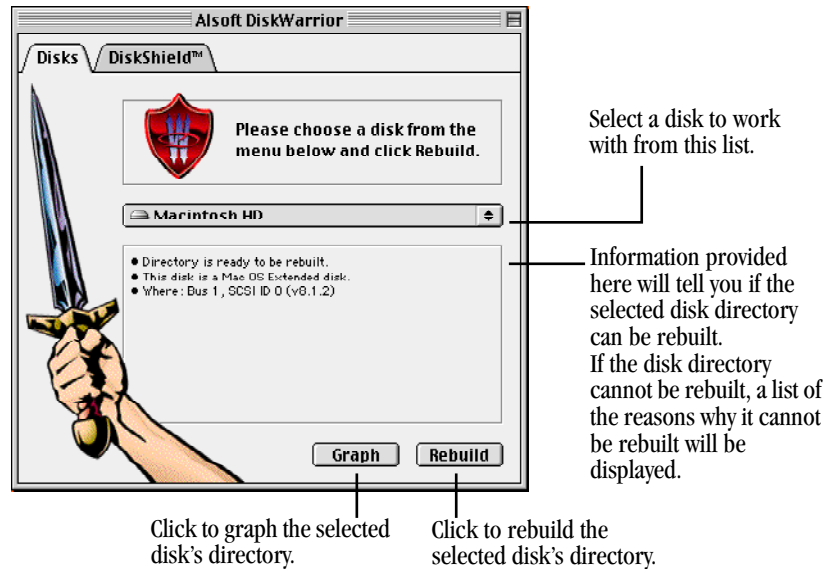 Alsoft DiskWarrior
Disks
DiskShield™
Please choose a disk from the
menu below and click Rebuild.
Macintosh HD
• Directory is ready to be rebuilt.
• This disk is a Mac OS Extended disk.
• Where: Bus 1, SCSI ID 0 (v8.1.2)
Graph
Rebuild
Select a disk to work
with from this list.
Information provided
here will tell you if the
selected disk directory
can be rebuilt.
If the disk directory
cannot be rebuilt, a list of
the reasons why it cannot
be rebuilt will be
displayed.
Click to graph the selected
disk's directory.
Click to rebuild the
selected disk's directory.